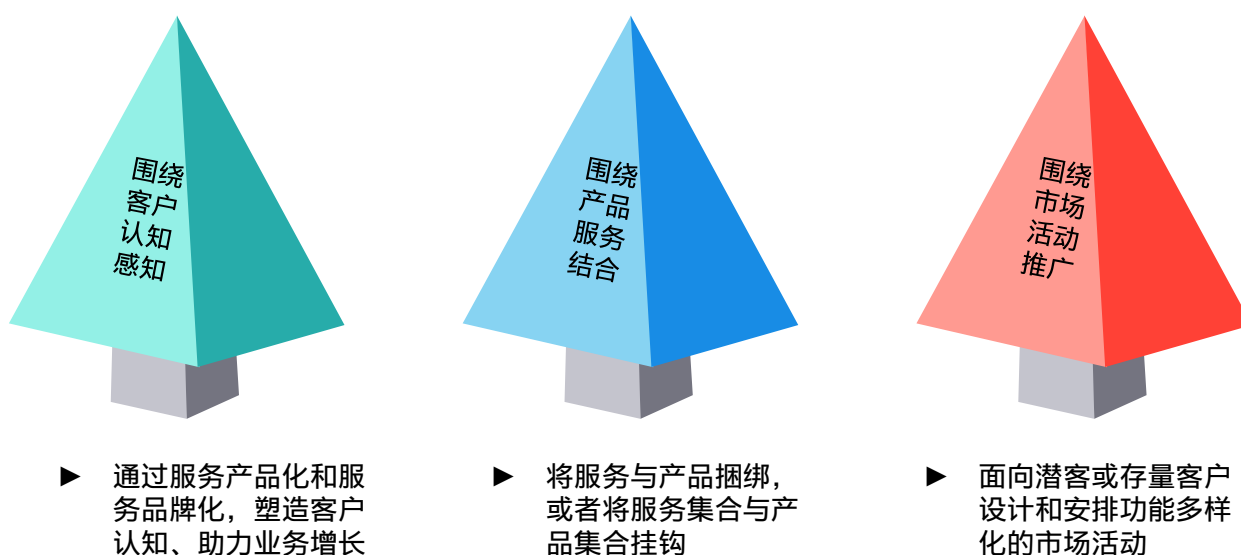 围绕
客户
认知
感知
围绕
产品
服务
结合
围绕
市场
活动
推广
► 通过服务产品化和服
务品牌化，塑造客户
认知、助力业务增长
► 将服务与产品捆绑，
或者将服务集合与产
品集合挂钩
► 面向潜客或存量客户
设计和安排功能多样
化的市场活动